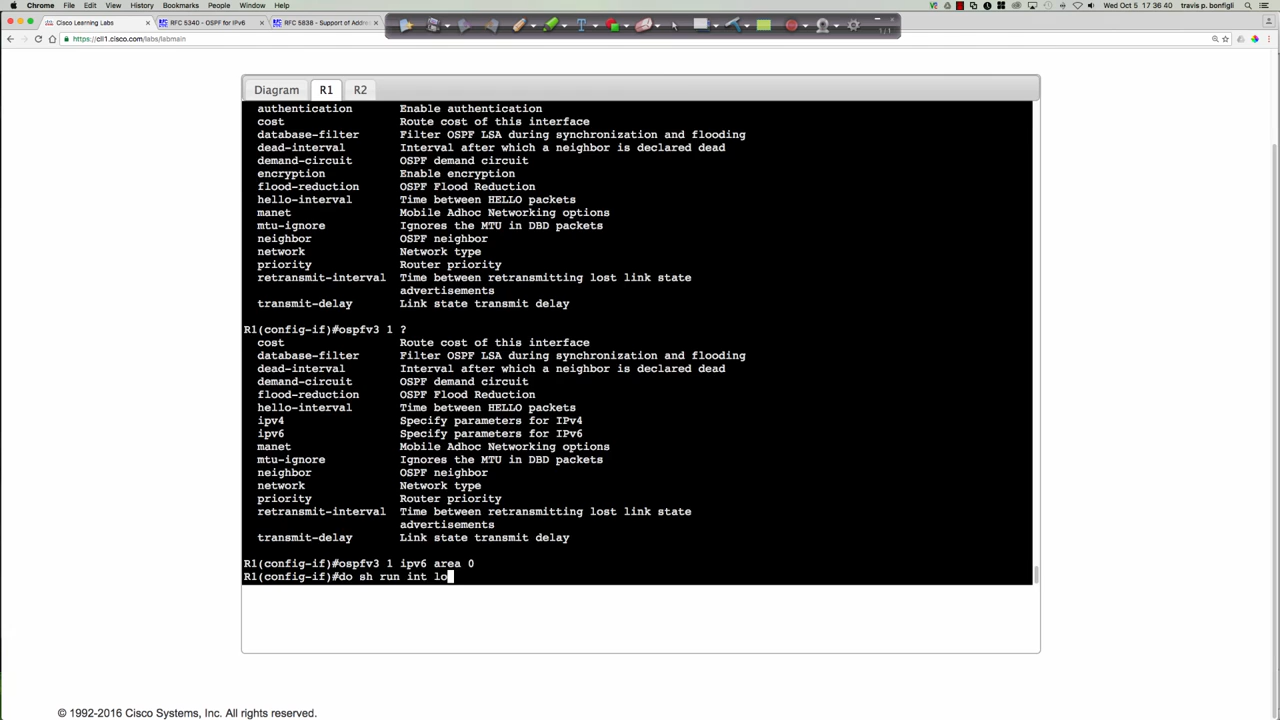 Chrome File Edit View History Bookmarks People Window Help
Wed Oct 5 17 36 40 travis p. bonfigli
Cisco Learning Labs
RFC 5340 - OSPF for IPv6
RFC 5838 - Support of Addre
https://cll1.cisco.com/labs/labmain
Diagram R1 R2
authentication Enable authentication
cost Route cost of this interface
database-filter Filter OSPF LSA during synchronization and flooding
dead-interval Interval after which a neighbor is declared dead
demand-circuit OSPF demand circuit
encryption Enable encryption
flood-reduction OSPF Flood Reduction
hello-interval Time between HELLO packets
manet Mobile Adhoc Networking options
mtu-ignore Ignores the MTU in DBD packets
neighbor OSPF neighbor
network Network type
priority Router priority
retransmit-interval Time between retransmitting lost link state
advertisements
transmit-delay Link state transmit delay
R1(config-if)#ospfv3 1 ?
cost Route cost of this interface
database-filter Filter OSPF LSA during synchronization and flooding
dead-interval Interval after which a neighbor is declared dead
demand-circuit OSPF demand circuit
flood-reduction OSPF Flood Reduction
hello-interval Time between HELLO packets
ipv4 Specify parameters for IPv4
ipv6 Specify parameters for IPv6
manet Mobile Adhoc Networking options
mtu-ignore Ignores the MTU in DBD packets
neighbor OSPF neighbor
network Network type
priority Router priority
retransmit-interval Time between retransmitting lost link state
advertisements
transmit-delay Link state transmit delay
R1(config-if)#ospfv3 1 ipv6 area 0
R1(config-if)#do sh run int lo
© 1992-2016 Cisco Systems, Inc. All rights reserved.